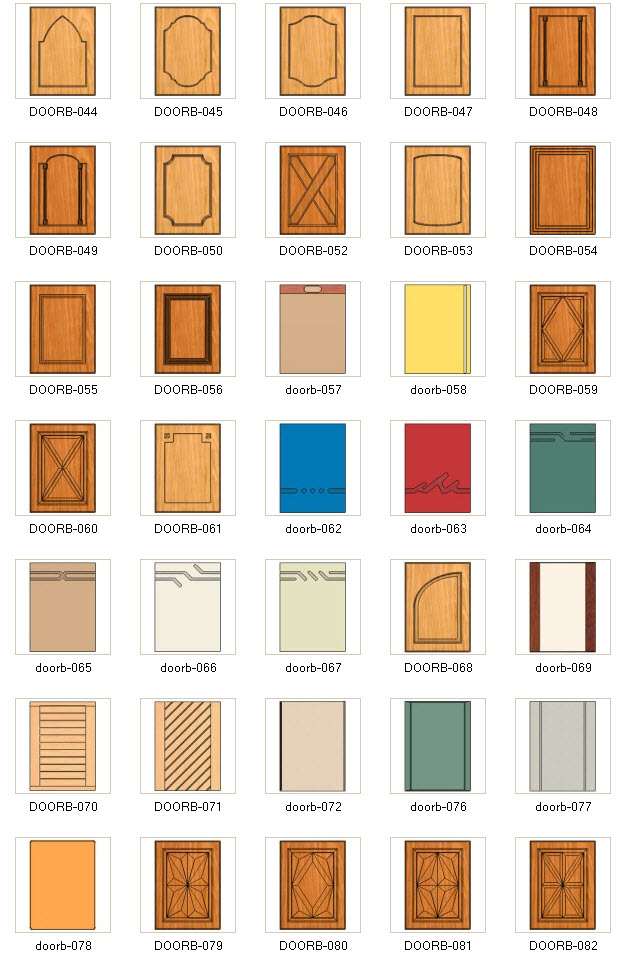 DOORB-044 DOORB-045 DOORB-046 DOORB-047 DOORB-048
DOORB-049 DOORB-050 DOORB-052 DOORB-053 DOORB-054
DOORB-055 DOORB-056 doorb-057 doorb-058 DOORB-059
DOORB-060 DOORB-061 doorb-062 doorb-063 doorb-064
doorb-065 doorb-066 doorb-067 DOORB-068 doorb-069
DOORB-070 DOORB-071 doorb-072 doorb-076 doorb-077
doorb-078 DOORB-079 DOORB-080 DOORB-081 DOORB-082